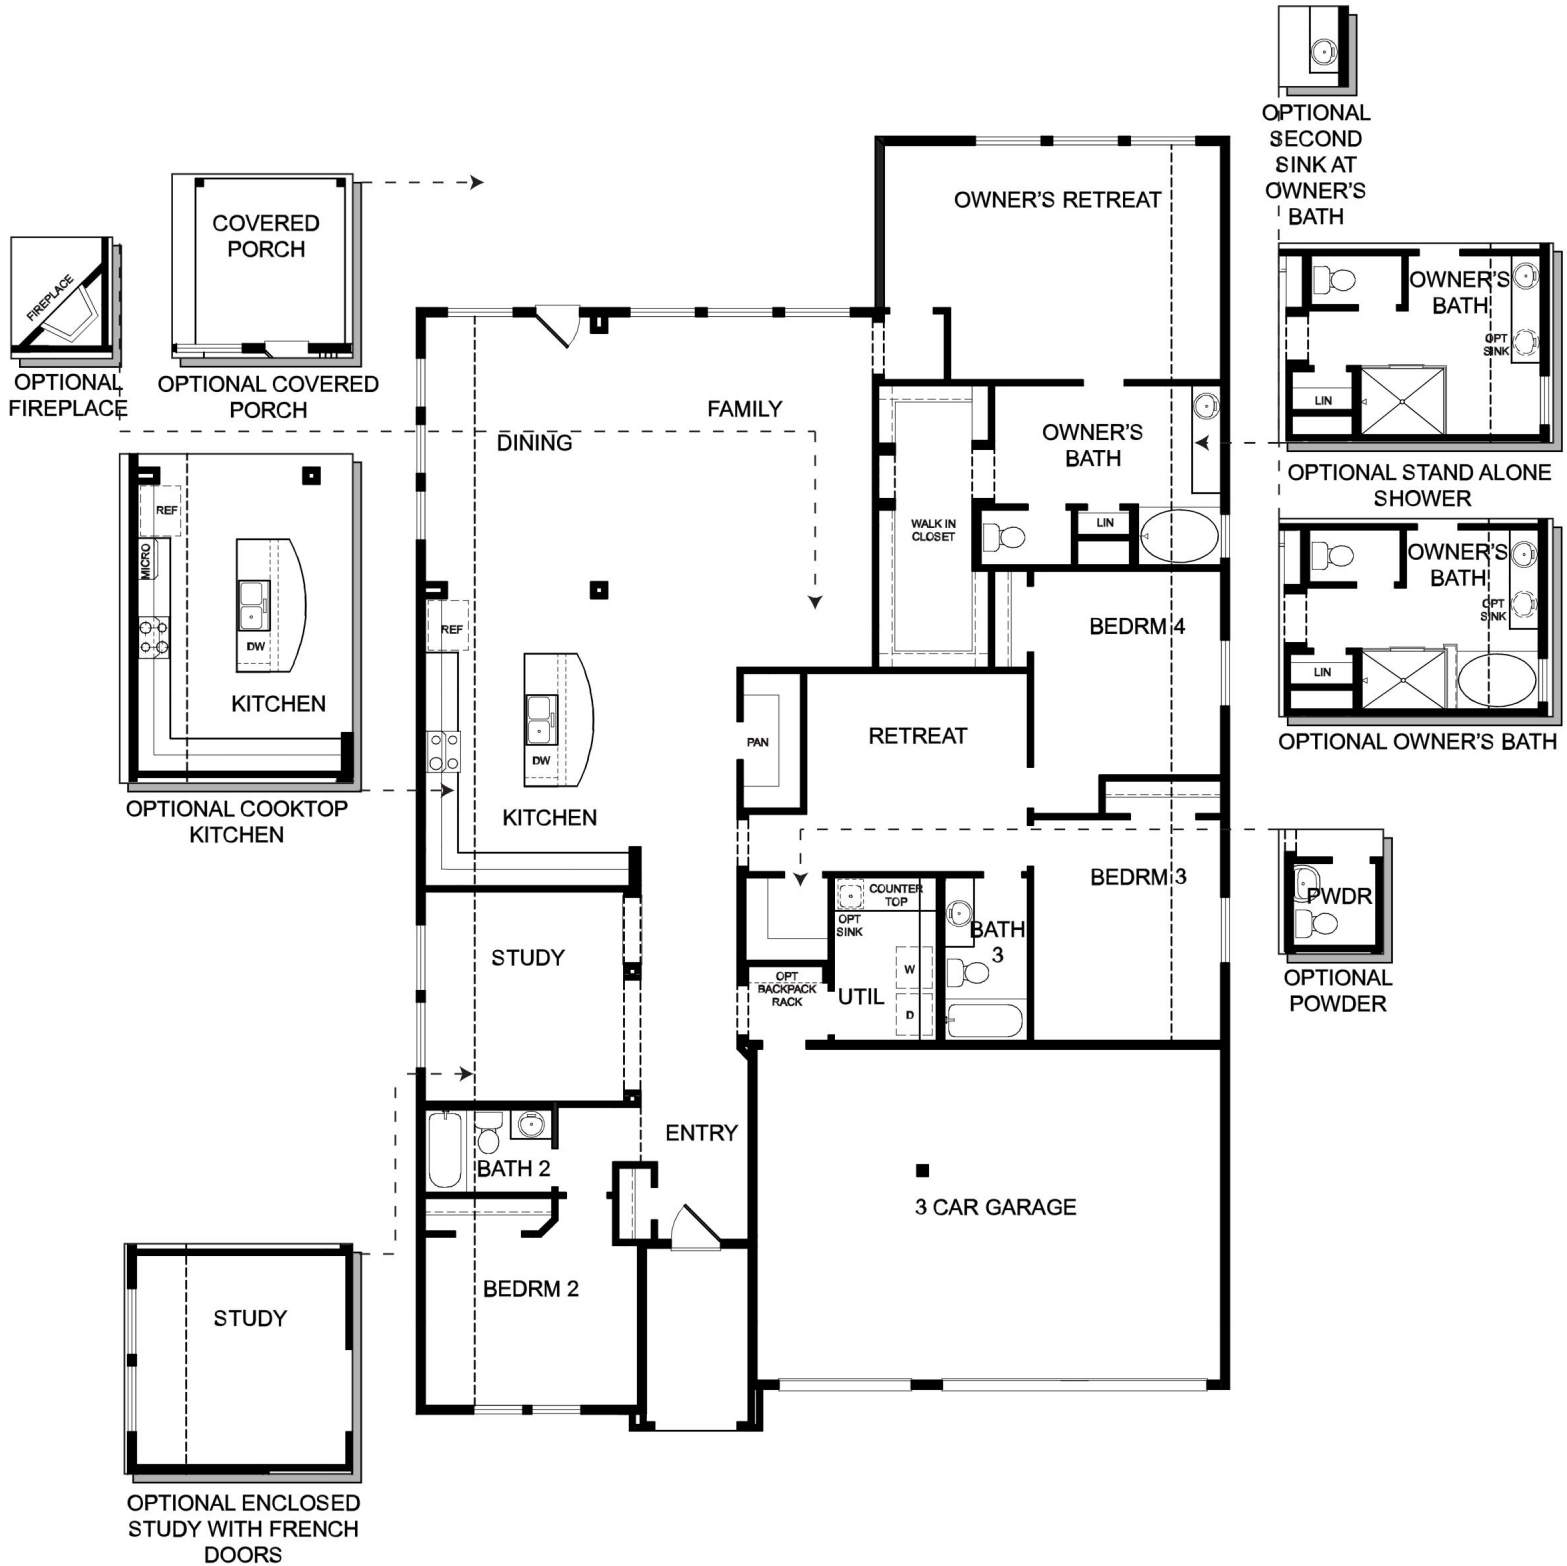 OPTIONAL
SECOND
SINK AT
OWNER'S
BATH
COVERED
PORCH
OPTIONAL COVERED
PORCH
FIREPLACE
OPTIONAL
FIREPLACE
OWNER'S RETREAT
OWNER'S
BATH
OPT
SINK
LIN
OPTIONAL STAND ALONE
SHOWER
FAMILY
DINING
OWNER'S
BATH
LIN
WALK IN
CLOSET
REF
MICRO
DW
KITCHEN
OPTIONAL COOKTOP
KITCHEN
OWNER'S
BATH
OPT
SINK
LIN
OPTIONAL OWNER'S BATH
REF
DW
KITCHEN
PAN
RETREAT
BEDRM 4
BEDRM 3
PWDR
OPTIONAL
POWDER
COUNTER
TOP
OPT
SINK
BATH
3
STUDY
OPT
BACKPACK
RACK
UTIL
W
D
ENTRY
BATH 2
3 CAR GARAGE
BEDRM 2
STUDY
OPTIONAL ENCLOSED
STUDY WITH FRENCH
DOORS